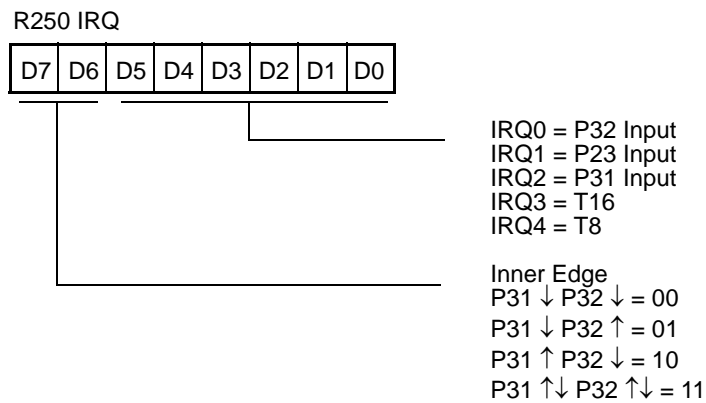 R250 IRQ
D7 D6 D5 D4 D3 D2 D1 D0
IRQ0 = P32 Input
IRQ1 = P23 Input
IRQ2 = P31 Input
IRQ3 = T16
IRQ4 = T8
Inner Edge
P31 ↓ P32 ↓ = 00
P31 ↓ P32 ↑ = 01
P31 ↑ P32 ↓ = 10
P31 ↑↓ P32 ↑↓ = 11